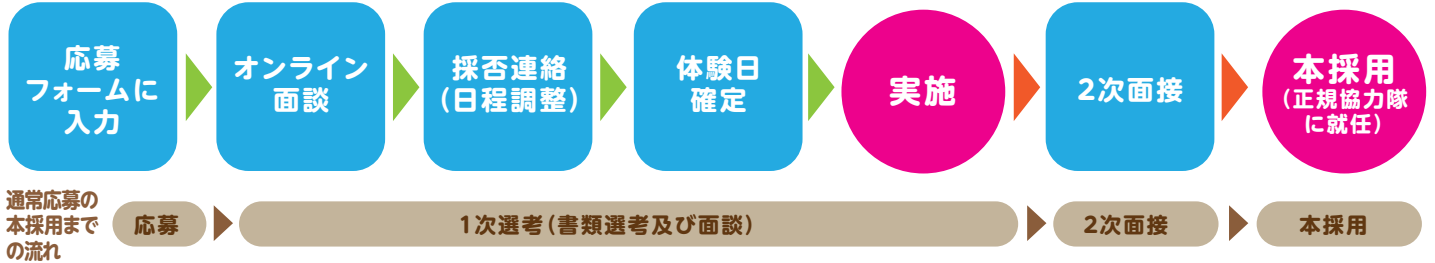 応募
フォームに
入力
オンライン
面談
採否連絡
(日程調整)
体験日
確定
実施
2次面接
本採用
(正規協力隊
に就任)
通常応募の
本採用まで
の流れ
応募
1次選考(書類選考及び面談)
2次面接
本採用